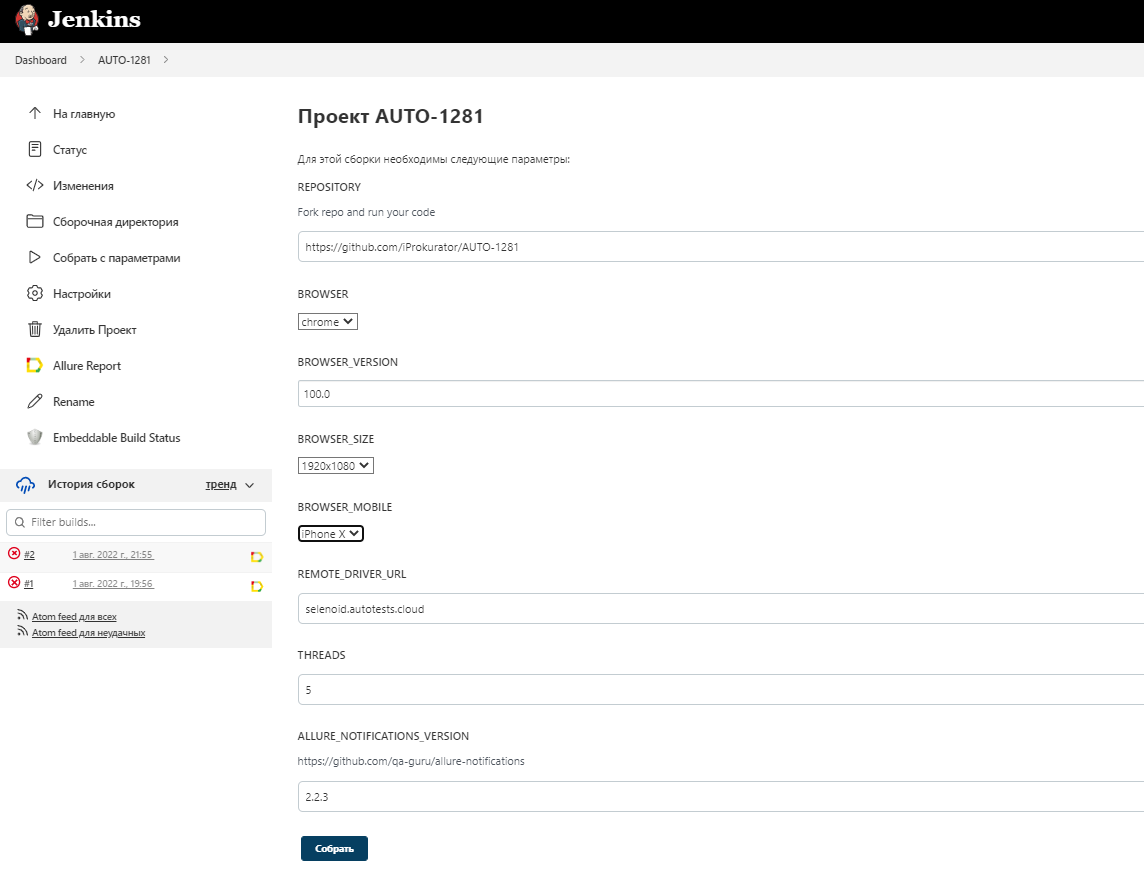 Jenkins
Dashboard
AUTO-1281
На главную
Статус
Изменения
Сборочная директория
Собрать с параметрами
Настройки
Удалить Проект
Allure Report
Rename
Embeddable Build Status
История сборок тренд
Filter builds...
#2 1 авг. 2022 г., 21:55
#1 1 авг. 2022 г., 19:56
Atom feed для всех
Atom feed для неудачных
Проект AUTO-1281
Для этой сборки необходимы следующие параметры:
REPOSITORY
Fork repo and run your code
https://github.com/iProkurator/AUTO-1281
BROWSER
chrome
BROWSER_VERSION
100.0
BROWSER_SIZE
1920x1080
BROWSER_MOBILE
iPhone X
REMOTE_DRIVER_URL
selenoid.autotests.cloud
THREADS
5
ALLURE_NOTIFICATIONS_VERSION
https://github.com/qa-guru/allure-notifications
2.2.3
Собрать